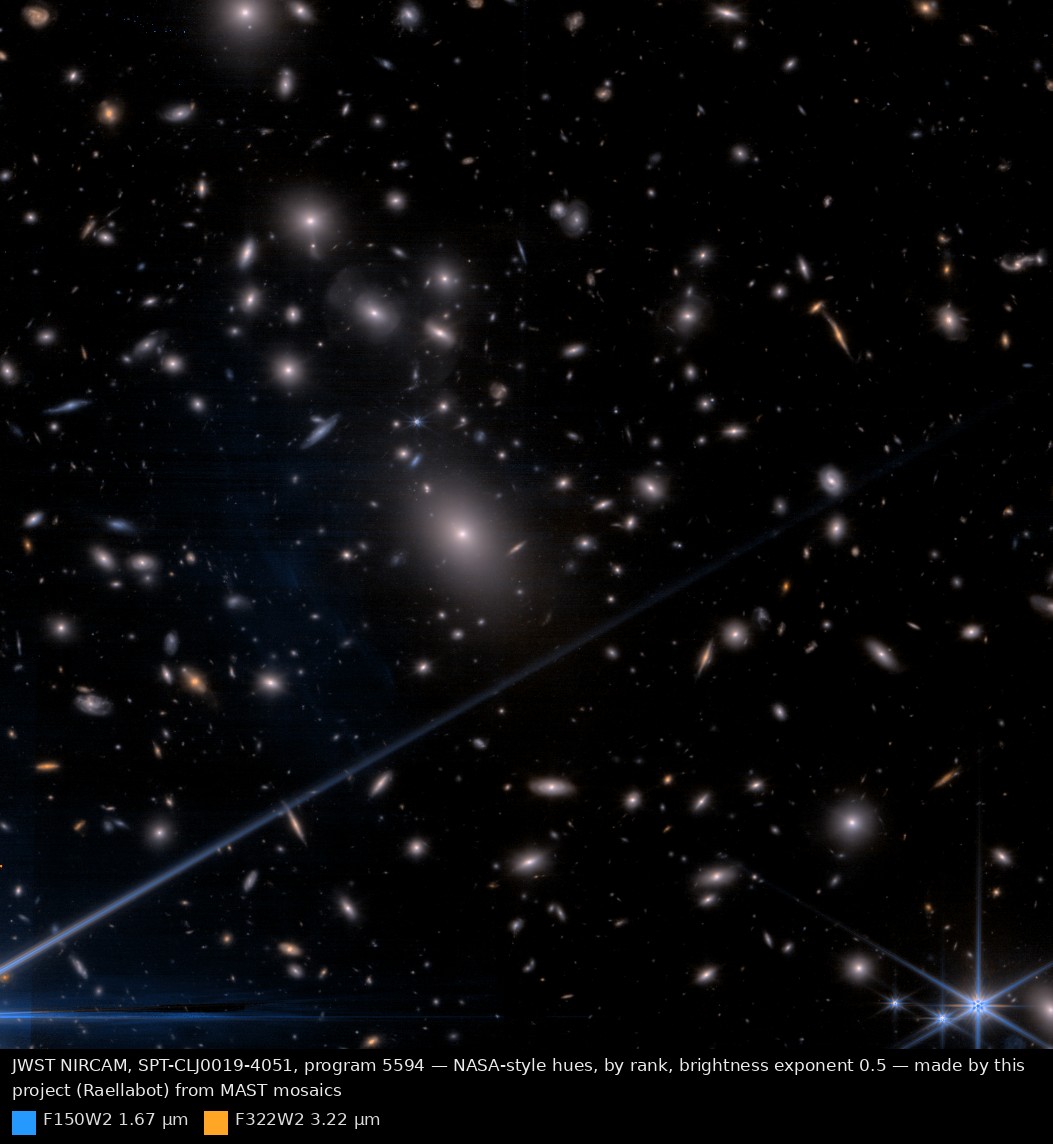 JWST NIRCAM, SPT-CLJ0019-4051, program 5594 — NASA-style hues, by rank, brightness exponent 0.5 — made by this
project (Raellabot) from MAST mosaics
F150W2 1.67 µm F322W2 3.22 µm